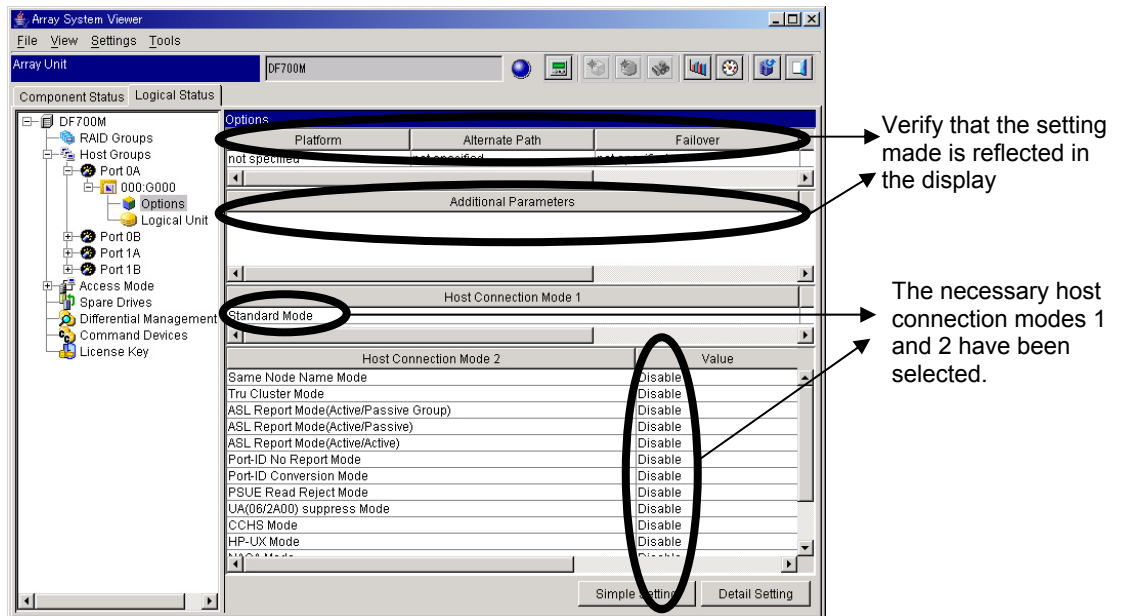 Array System Viewer
File View Settings Tools
Array Unit
DF700M
Component Status
Logical Status
DF700M
RAID Groups
Host Groups
Port 0A
000:G000
Options
Logical Unit
Port 0B
Port 1A
Port 1B
Access Mode
Spare Drives
Differential Management
Command Devices
License Key
Options
Platform Alternate Path Failover
not specified not specified
Additional Parameters
Host Connection Mode 1
Standard Mode
Host Connection Mode 2 Value
Same Node Name Mode Disable
Tru Cluster Mode Disable
ASL Report Mode(Active/Passive Group) Disable
ASL Report Mode(Active/Passive) Disable
ASL Report Mode(Active/Active) Disable
Port-ID No Report Mode Disable
Port-ID Conversion Mode Disable
PSUE Read Reject Mode Disable
UA(06/2A00) suppress Mode Disable
CCHS Mode Disable
HP-UX Mode Disable
Simple Setting Detail Setting
Verify that the setting
made is reflected in
the display
The necessary host
connection modes 1
and 2 have been
selected.